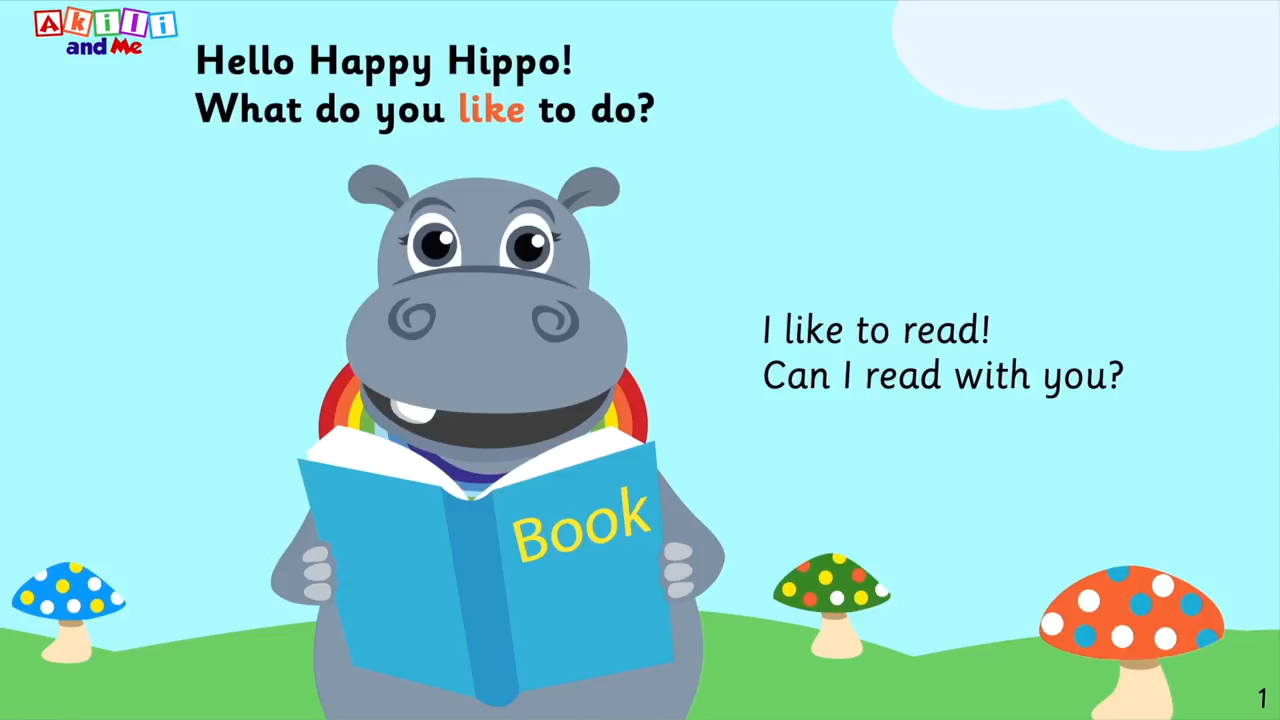 Akili
and Me
Hello Happy Hippo!
What do you like to do?
I like to read!
Can I read with you?
Book
1